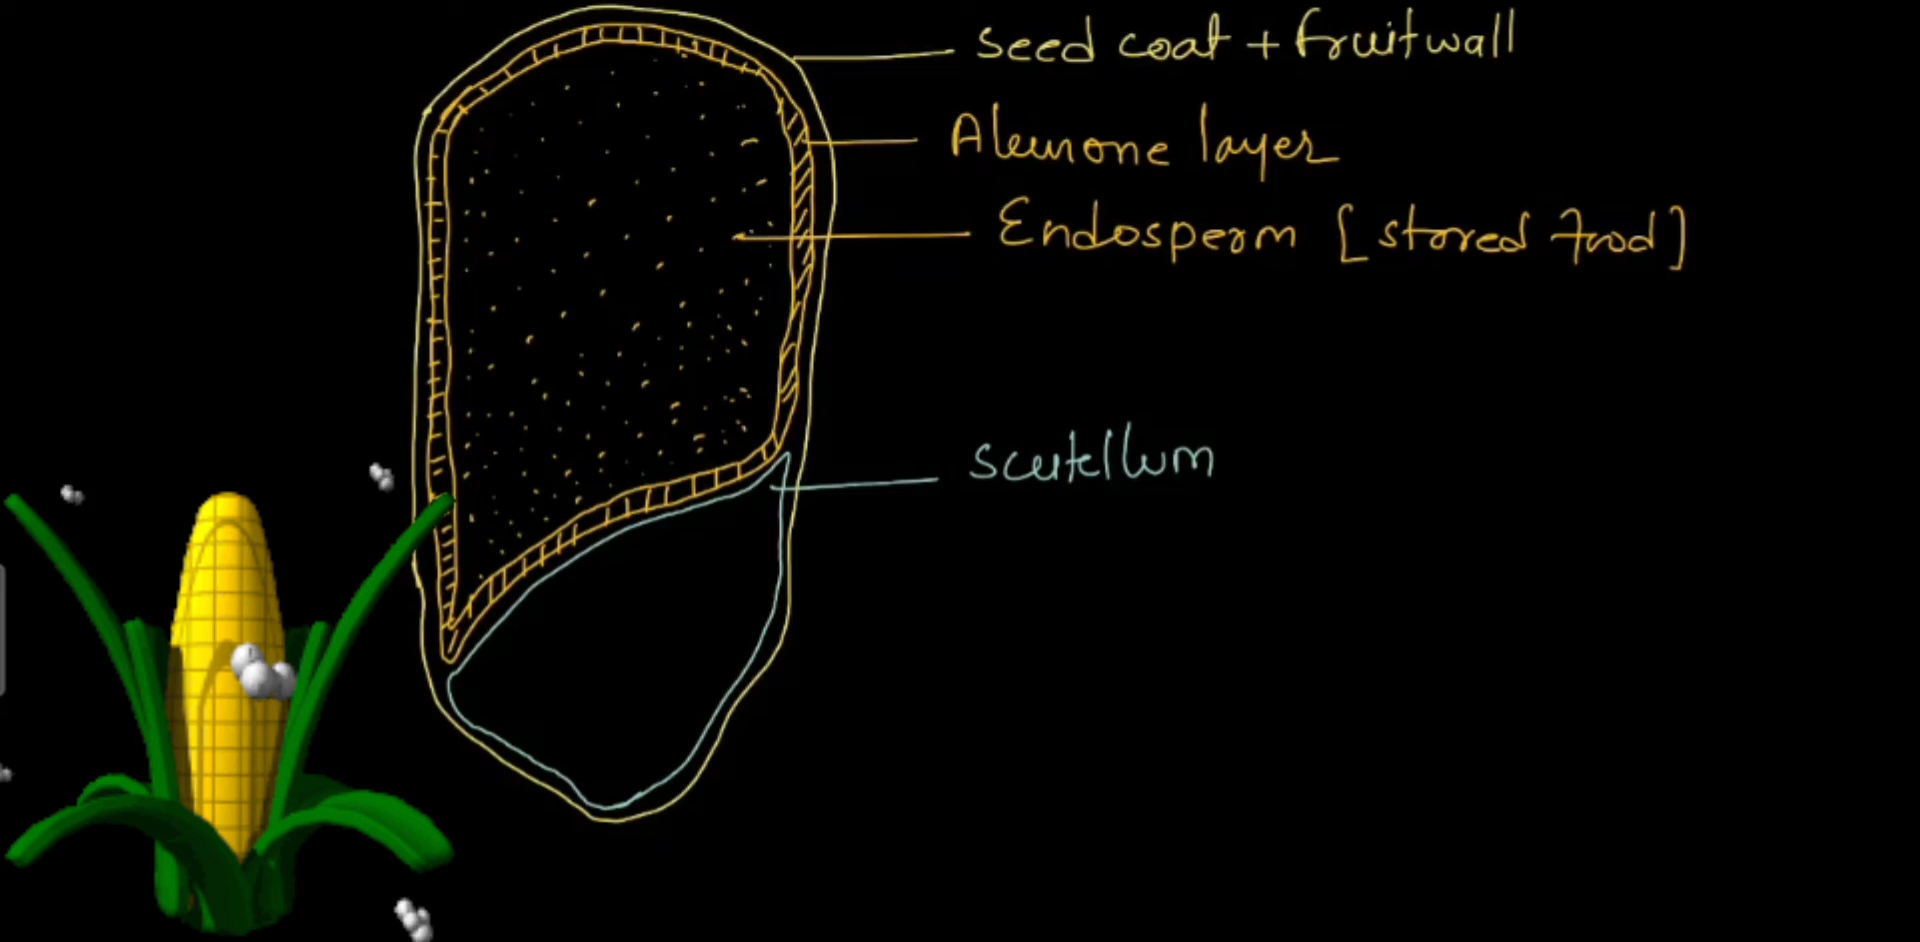 seed coat + fruitwall
Aleurone layer
Endosperm [stored food]
scutellum